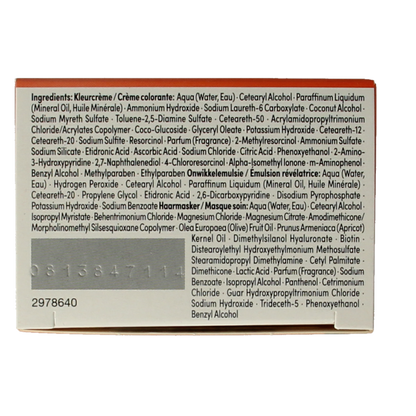 Ingredients: Kleurcrème / Crème colorante: Aqua (Water, Eau) · Cetearyl Alcohol · Paraffinum Liquidum
(Mineral Oil, Huile Minérale) · Ammonium Hydroxide · Sodium Laureth-6 Carboxylate · Coconut Alcohol ·
Sodium Myreth Sulfate · Toluene-2,5-Diamine Sulfate · Ceteareth-50 · Acrylamidopropyltrimonium
Chloride/Acrylates Copolymer · Coco-Glucoside · Glyceryl Oleate · Potassium Hydroxide · Ceteareth-12 ·
Ceteareth-20 · Sodium Sulfite · Resorcinol · Parfum (Fragrance) · 2-Methylresorcinol · Ammonium Sulfate ·
Sodium Silicate · Etidronic Acid · Ascorbic Acid · Sodium Chloride · Citric Acid · Phenoxyethanol · 2-Amino-
3-Hydroxypyridine · 2,7-Naphthalenediol · 4-Chlororesorcinol · Alpha-Isomethyl Ionone · m-Aminophenol ·
Benzyl Alcohol · Methylparaben · Ethylparaben Onwikkelemulsie / Émulsion révélatrice: Aqua (Water,
Eau) · Hydrogen Peroxide · Cetearyl Alcohol · Paraffinum Liquidum (Mineral Oil, Huile Minérale) ·
Ceteareth-20 · Propylene Glycol · Etidronic Acid · 2,6-Dicarboxypyridine · Disodium Pyrophosphate ·
Potassium Hydroxide · Sodium Benzoate Haarmasker / Masque soin: Aqua (Water, Eau) · Cetearyl Alcohol ·
Isopropyl Myristate · Behentrimonium Chloride · Magnesium Chloride · Magnesium Citrate · Amodimethicone/
Morpholinomethyl Silsesquioxane Copolymer · Olea Europaea (Olive) Fruit Oil · Prunus Armeniaca (Apricot)
Kernel Oil · Dimethylsilanol Hyaluronate · Biotin ·
Distearoylethyl Hydroxyethylmonium Methosulfate ·
Stearamidopropyl Dimethylamine · Cetyl Palmitate ·
Dimethicone · Lactic Acid · Parfum (Fragrance) · Sodium
Benzoate · Isopropyl Alcohol · Panthenol · Cetrimonium
Chloride · Guar Hydroxypropyltrimonium Chloride ·
Sodium Hydroxide · Trideceth-5 · Phenoxyethanol ·
Benzyl Alcohol
0813847114
2978640